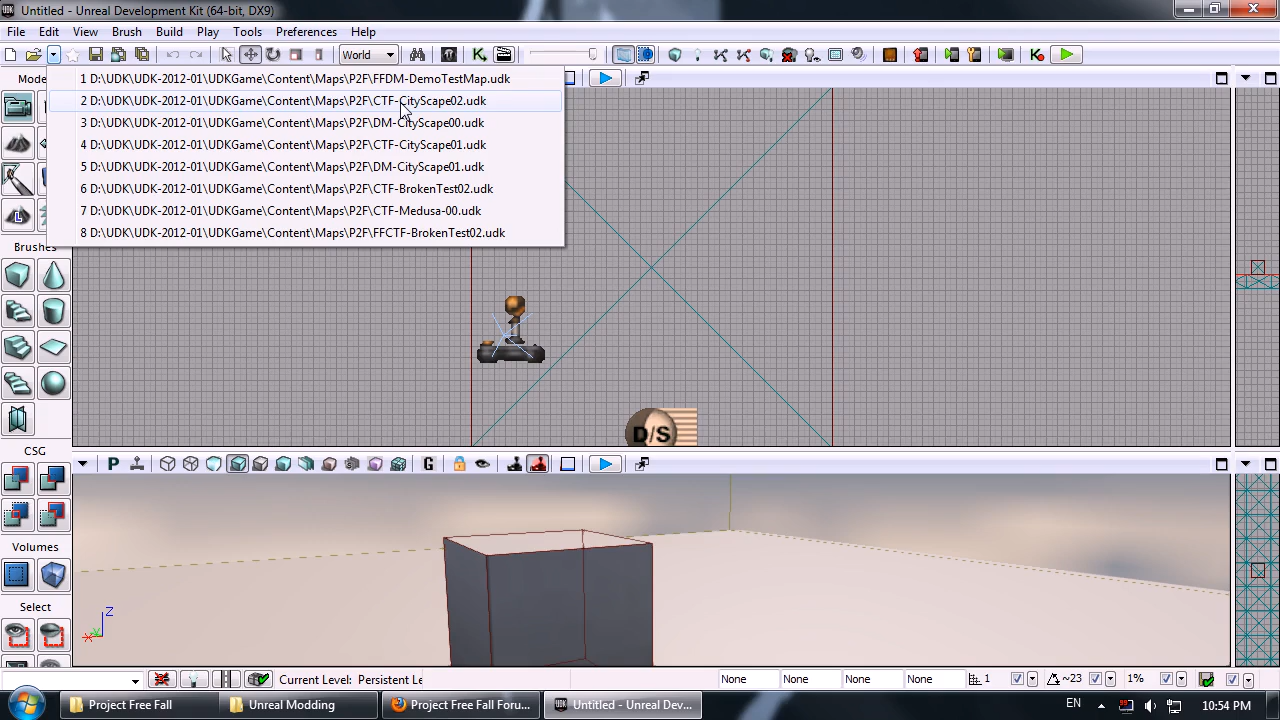 Untitled - Unreal Development Kit (64-bit, DX9)
File Edit View Brush Build Play Tools Preferences Help
World
1 D:\UDK\UDK-2012-01\UDKGame\Content\Maps\P2F\FFDM-DemoTestMap.udk
2 D:\UDK\UDK-2012-01\UDKGame\Content\Maps\P2F\CTF-CityScape02.udk
3 D:\UDK\UDK-2012-01\UDKGame\Content\Maps\P2F\DM-CityScape00.udk
4 D:\UDK\UDK-2012-01\UDKGame\Content\Maps\P2F\CTF-CityScape01.udk
5 D:\UDK\UDK-2012-01\UDKGame\Content\Maps\P2F\DM-CityScape01.udk
6 D:\UDK\UDK-2012-01\UDKGame\Content\Maps\P2F\CTF-BrokenTest02.udk
7 D:\UDK\UDK-2012-01\UDKGame\Content\Maps\P2F\CTF-Medusa-00.udk
8 D:\UDK\UDK-2012-01\UDKGame\Content\Maps\P2F\FFCTF-BrokenTest02.udk
Mode
Brushes
D/S
CSG
P G
Volumes
Select
Z
X Y
Current Level: Persistent Le
None None None None 1 ~23 1%
Project Free Fall Unreal Modding Project Free Fall Foru... Untitled - Unreal Dev... EN 10:54 PM